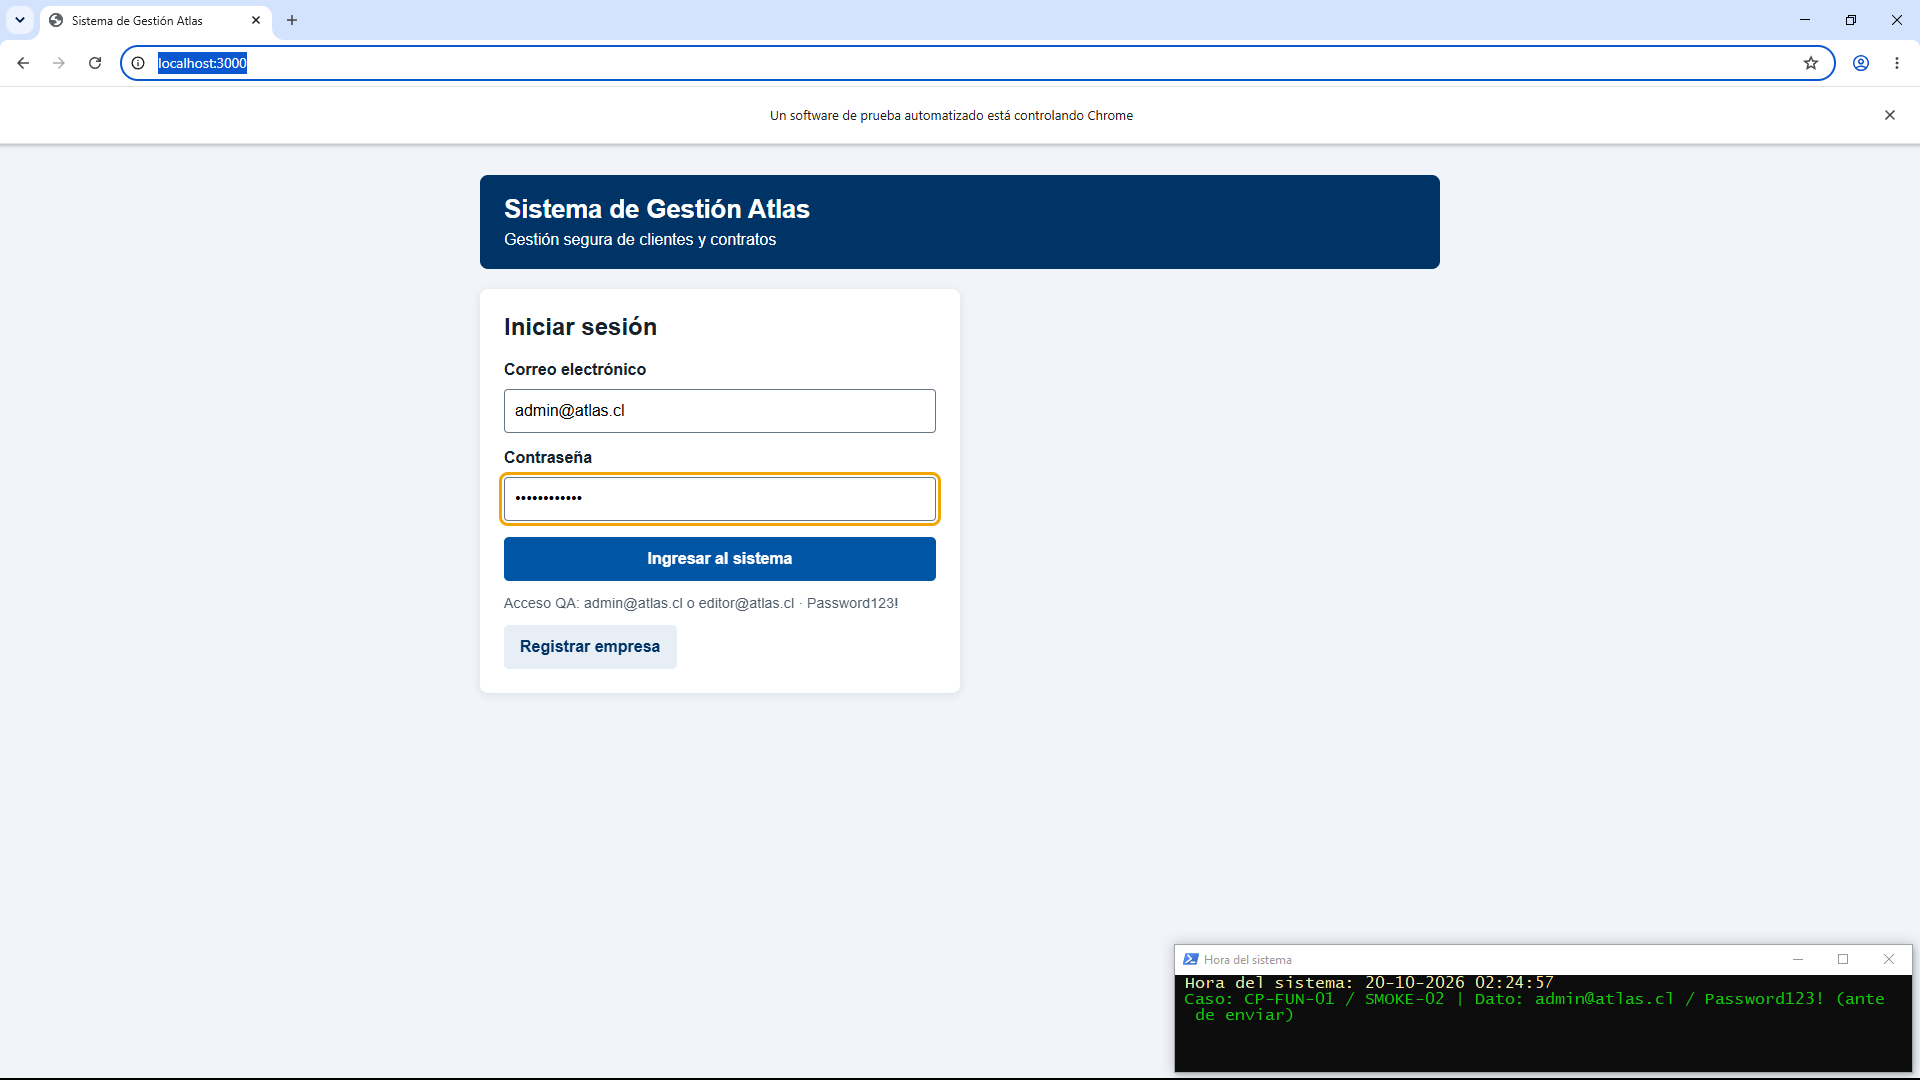 Sistema de Gestión Atlas
localhost:3000
Un software de prueba automatizado está controlando Chrome
Sistema de Gestión Atlas
Gestión segura de clientes y contratos
Iniciar sesión
Correo electrónico
admin@atlas.cl
Contraseña
••••••••••••
Ingresar al sistema
Acceso QA: admin@atlas.cl o editor@atlas.cl · Password123!
Registrar empresa
Hora del sistema
Hora del sistema: 20-10-2026 02:24:57
Caso: CP-FUN-01 / SMOKE-02 | Dato: admin@atlas.cl / Password123! (ante
de enviar)